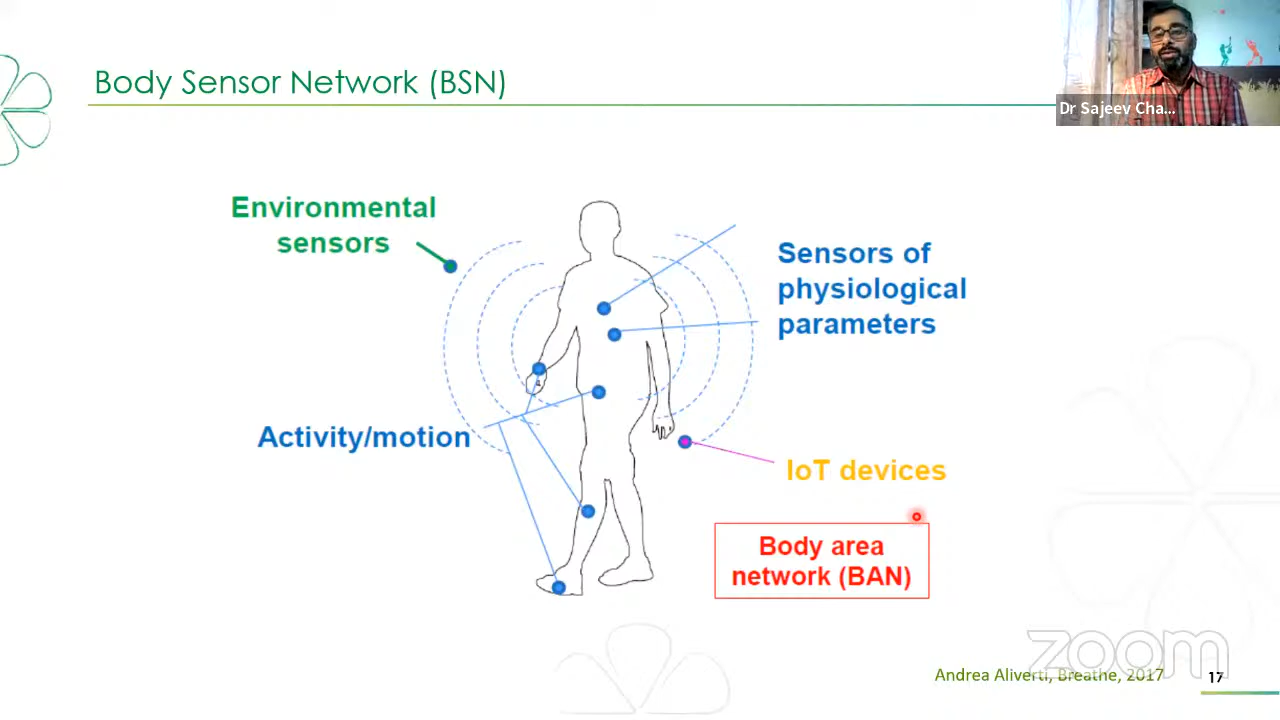 Body Sensor Network (BSN)
Dr Sajeev Cha...
Environmental
sensors
Sensors of
physiological
parameters
Activity/motion
IoT devices
Body area
network (BAN)
zoom
Andrea Aliverti, Breathe, 2017
17